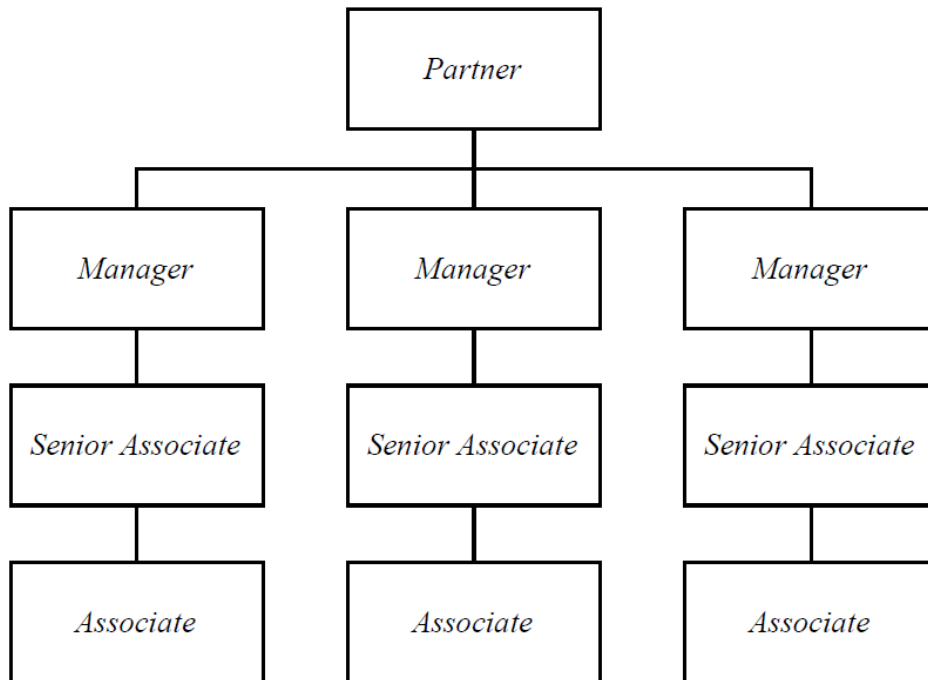 Partner
Manager
Manager
Manager
Senior Associate
Senior Associate
Senior Associate
Associate
Associate
Associate